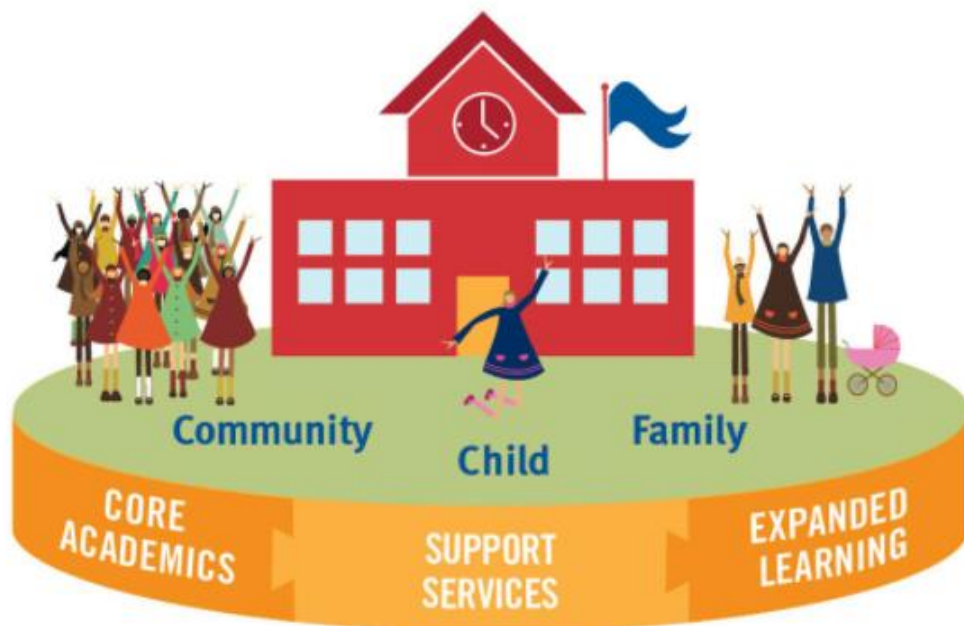 Community
Child
Family
CORE
ACADEMICS
SUPPORT
SERVICES
EXPANDED
LEARNING